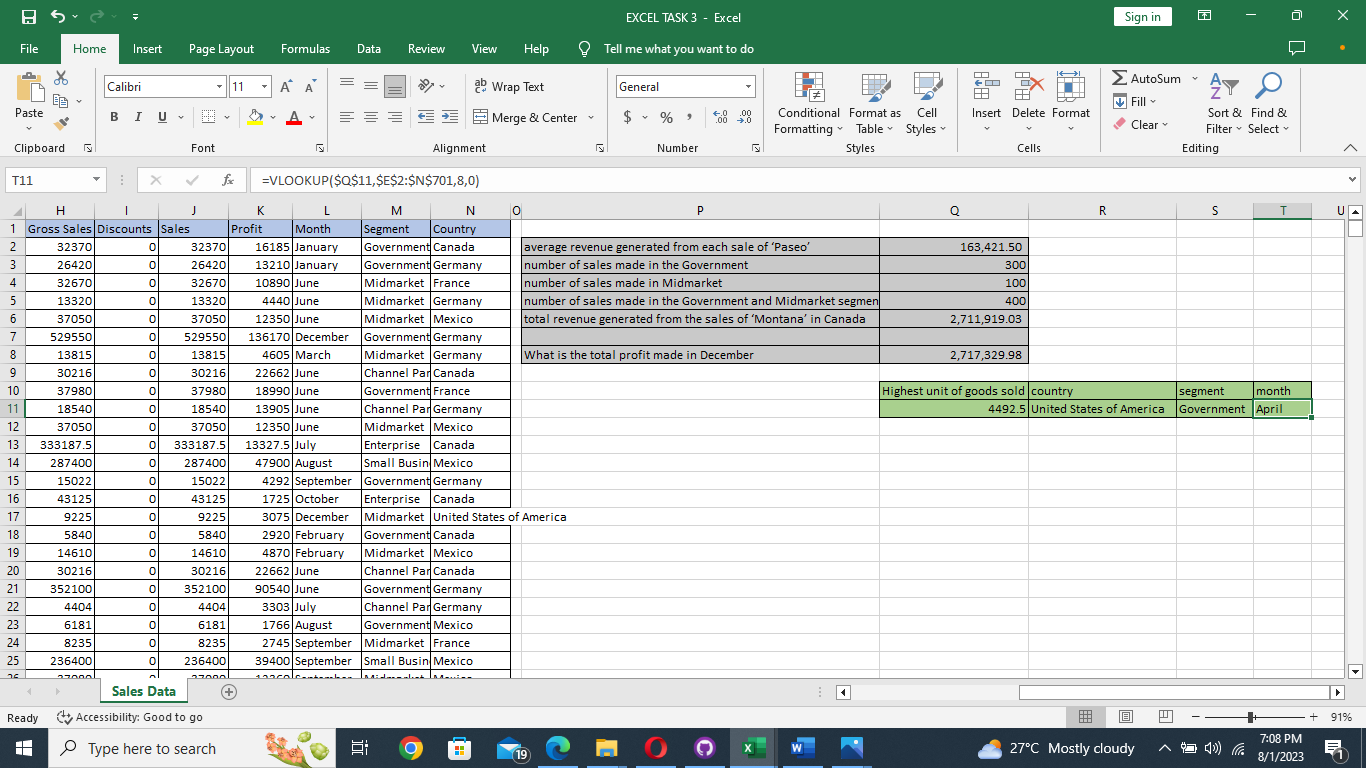 EXCEL TASK 3 - Excel
Sign in
File Home Insert Page Layout Formulas Data Review View Help Tell me what you want to do
Paste
Calibri 11
B I U
Wrap Text
Merge & Center
General
$ % ,
Conditional Formatting
Format as Table
Cell Styles
Insert Delete Format
AutoSum
Fill
Clear
Sort & Filter
Find & Select
Clipboard Font Alignment Number Styles Cells Editing
T11 fx =VLOOKUP($Q$11,$E$2:$N$701,8,0)
H I J K L M N O P Q R S T U
1 Gross Sales Discounts Sales Profit Month Segment Country
2 32370 0 32370 16185 January Government Canada average revenue generated from each sale of ‘Paseo’ 163,421.50
3 26420 0 26420 13210 January Government Germany number of sales made in the Government 300
4 32670 0 32670 10890 June Midmarket France number of sales made in Midmarket 100
5 13320 0 13320 4440 June Midmarket Germany number of sales made in the Government and Midmarket segmen 400
6 37050 0 37050 12350 June Midmarket Mexico total revenue generated from the sales of ‘Montana’ in Canada 2,711,919.03
7 529550 0 529550 136170 December Government Germany
8 13815 0 13815 4605 March Midmarket Germany What is the total profit made in December 2,717,329.98
9 30216 0 30216 22662 June Channel Par Canada
10 37980 0 37980 18990 June Government France Highest unit of goods sold country segment month
11 18540 0 18540 13905 June Channel Par Germany 4492.5 United States of America Government April
12 37050 0 37050 12350 June Midmarket Mexico
13 333187.5 0 333187.5 13327.5 July Enterprise Canada
14 287400 0 287400 47900 August Small Busin Mexico
15 15022 0 15022 4292 September Government Germany
16 43125 0 43125 1725 October Enterprise Canada
17 9225 0 9225 3075 December Midmarket United States of America
18 5840 0 5840 2920 February Government Canada
19 14610 0 14610 4870 February Midmarket Mexico
20 30216 0 30216 22662 June Channel Par Canada
21 352100 0 352100 90540 June Government Germany
22 4404 0 4404 3303 July Channel Par Germany
23 6181 0 6181 1766 August Government Mexico
24 8235 0 8235 2745 September Midmarket France
25 236400 0 236400 39400 September Small Busin Mexico
Sales Data
Ready Accessibility: Good to go 91%
Type here to search 19 27°C Mostly cloudy 7:08 PM
8/1/2023 1